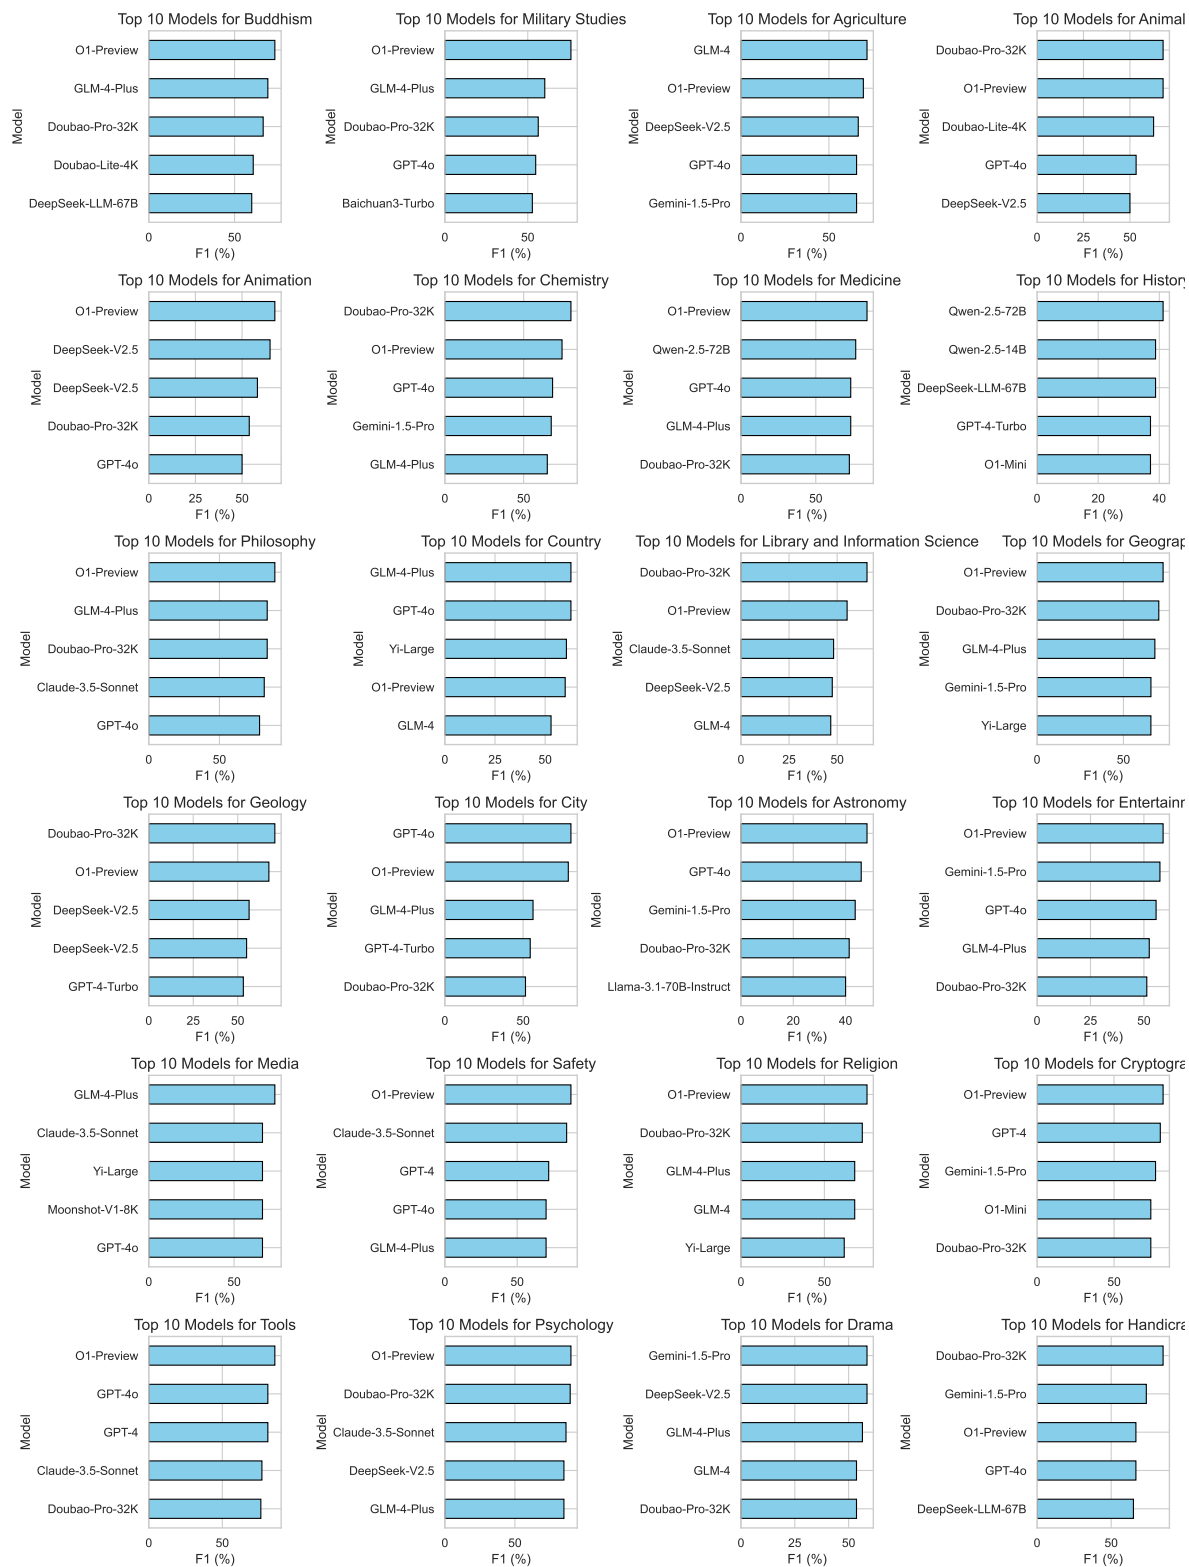 Top 10 Models for Buddhism
O1-Preview
GLM-4-Plus
Doubao-Pro-32K
Doubao-Lite-4K
DeepSeek-LLM-67B
Model
0 50
F1 (%)
Top 10 Models for Military Studies
O1-Preview
GLM-4-Plus
Doubao-Pro-32K
GPT-4o
Baichuan3-Turbo
Model
0 50
F1 (%)
Top 10 Models for Agriculture
GLM-4
O1-Preview
DeepSeek-V2.5
GPT-4o
Gemini-1.5-Pro
Model
0 50
F1 (%)
Top 10 Models for Animal
Doubao-Pro-32K
O1-Preview
Doubao-Lite-4K
GPT-4o
DeepSeek-V2.5
Model
0 25 50
F1 (%)
Top 10 Models for Animation
O1-Preview
DeepSeek-V2.5
DeepSeek-V2.5
Doubao-Pro-32K
GPT-4o
Model
0 25 50
F1 (%)
Top 10 Models for Chemistry
Doubao-Pro-32K
O1-Preview
GPT-4o
Gemini-1.5-Pro
GLM-4-Plus
Model
0 50
F1 (%)
Top 10 Models for Medicine
O1-Preview
Qwen-2.5-72B
GPT-4o
GLM-4-Plus
Doubao-Pro-32K
Model
0 50
F1 (%)
Top 10 Models for History
Qwen-2.5-72B
Qwen-2.5-14B
DeepSeek-LLM-67B
GPT-4-Turbo
O1-Mini
Model
0 20 40
F1 (%)
Top 10 Models for Philosophy
O1-Preview
GLM-4-Plus
Doubao-Pro-32K
Claude-3.5-Sonnet
GPT-4o
Model
0 50
F1 (%)
Top 10 Models for Country
GLM-4-Plus
GPT-4o
Yi-Large
O1-Preview
GLM-4
Model
0 25 50
F1 (%)
Top 10 Models for Library and Information Science
Doubao-Pro-32K
O1-Preview
Claude-3.5-Sonnet
DeepSeek-V2.5
GLM-4
Model
0 25 50
F1 (%)
Top 10 Models for Geograp
O1-Preview
Doubao-Pro-32K
GLM-4-Plus
Gemini-1.5-Pro
Yi-Large
Model
0 50
F1 (%)
Top 10 Models for Geology
Doubao-Pro-32K
O1-Preview
DeepSeek-V2.5
DeepSeek-V2.5
GPT-4-Turbo
Model
0 25 50
F1 (%)
Top 10 Models for City
GPT-4o
O1-Preview
GLM-4-Plus
GPT-4-Turbo
Doubao-Pro-32K
Model
0 50
F1 (%)
Top 10 Models for Astronomy
O1-Preview
GPT-4o
Gemini-1.5-Pro
Doubao-Pro-32K
Llama-3.1-70B-Instruct
Model
0 20 40
F1 (%)
Top 10 Models for Entertainr
O1-Preview
Gemini-1.5-Pro
GPT-4o
GLM-4-Plus
Doubao-Pro-32K
Model
0 25 50
F1 (%)
Top 10 Models for Media
GLM-4-Plus
Claude-3.5-Sonnet
Yi-Large
Moonshot-V1-8K
GPT-4o
Model
0 50
F1 (%)
Top 10 Models for Safety
O1-Preview
Claude-3.5-Sonnet
GPT-4
GPT-4o
GLM-4-Plus
Model
0 50
F1 (%)
Top 10 Models for Religion
O1-Preview
Doubao-Pro-32K
GLM-4-Plus
GLM-4
Yi-Large
Model
0 50
F1 (%)
Top 10 Models for Cryptogra
O1-Preview
GPT-4
Gemini-1.5-Pro
O1-Mini
Doubao-Pro-32K
Model
0 50
F1 (%)
Top 10 Models for Tools
O1-Preview
GPT-4o
GPT-4
Claude-3.5-Sonnet
Doubao-Pro-32K
Model
0 50
F1 (%)
Top 10 Models for Psychology
O1-Preview
Doubao-Pro-32K
Claude-3.5-Sonnet
DeepSeek-V2.5
GLM-4-Plus
Model
0 50
F1 (%)
Top 10 Models for Drama
Gemini-1.5-Pro
DeepSeek-V2.5
GLM-4-Plus
GLM-4
Doubao-Pro-32K
Model
0 25 50
F1 (%)
Top 10 Models for Handicra
Doubao-Pro-32K
Gemini-1.5-Pro
O1-Preview
GPT-4o
DeepSeek-LLM-67B
Model
0 50
F1 (%)